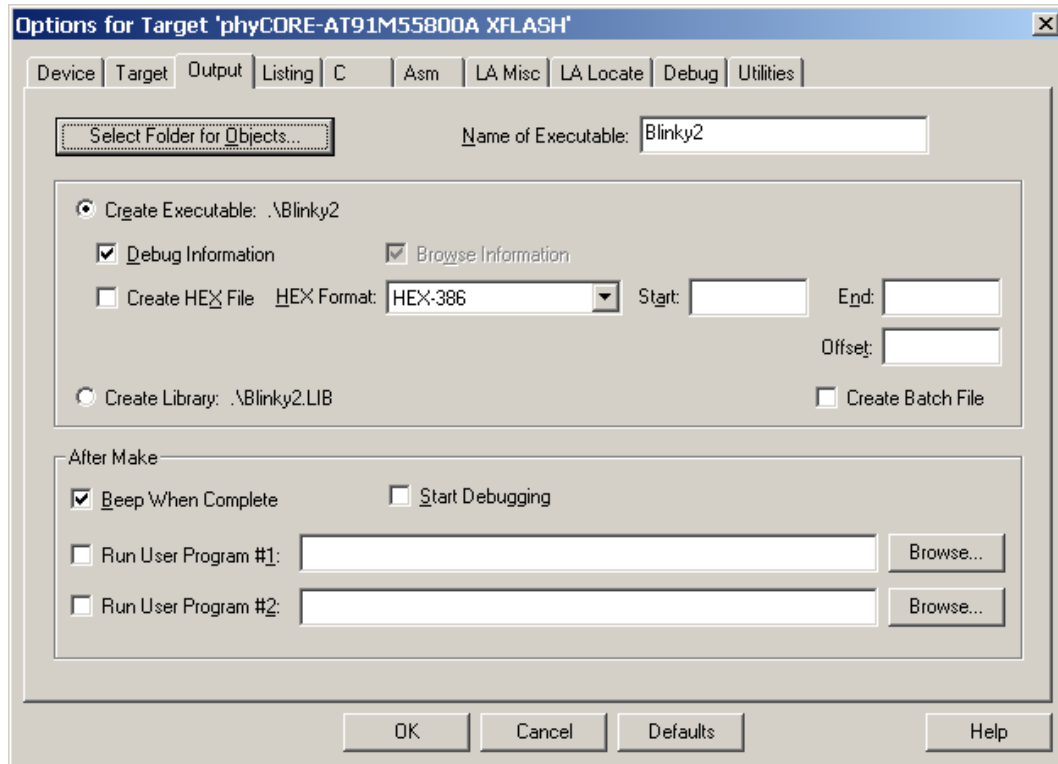 Options for Target 'phyCORE-AT91M55800A XFLASH'
Device Target Output Listing C Asm LA Misc LA Locate Debug Utilities
Select Folder for Objects... Name of Executable: Blinky2
Create Executable: .\Blinky2
Debug Information Browse Information
Create HEX File HEX Format: HEX-386 Start: End:
Offset:
Create Library: .\Blinky2.LIB Create Batch File
After Make
Beep When Complete Start Debugging
Run User Program #1: Browse...
Run User Program #2: Browse...
OK Cancel Defaults Help